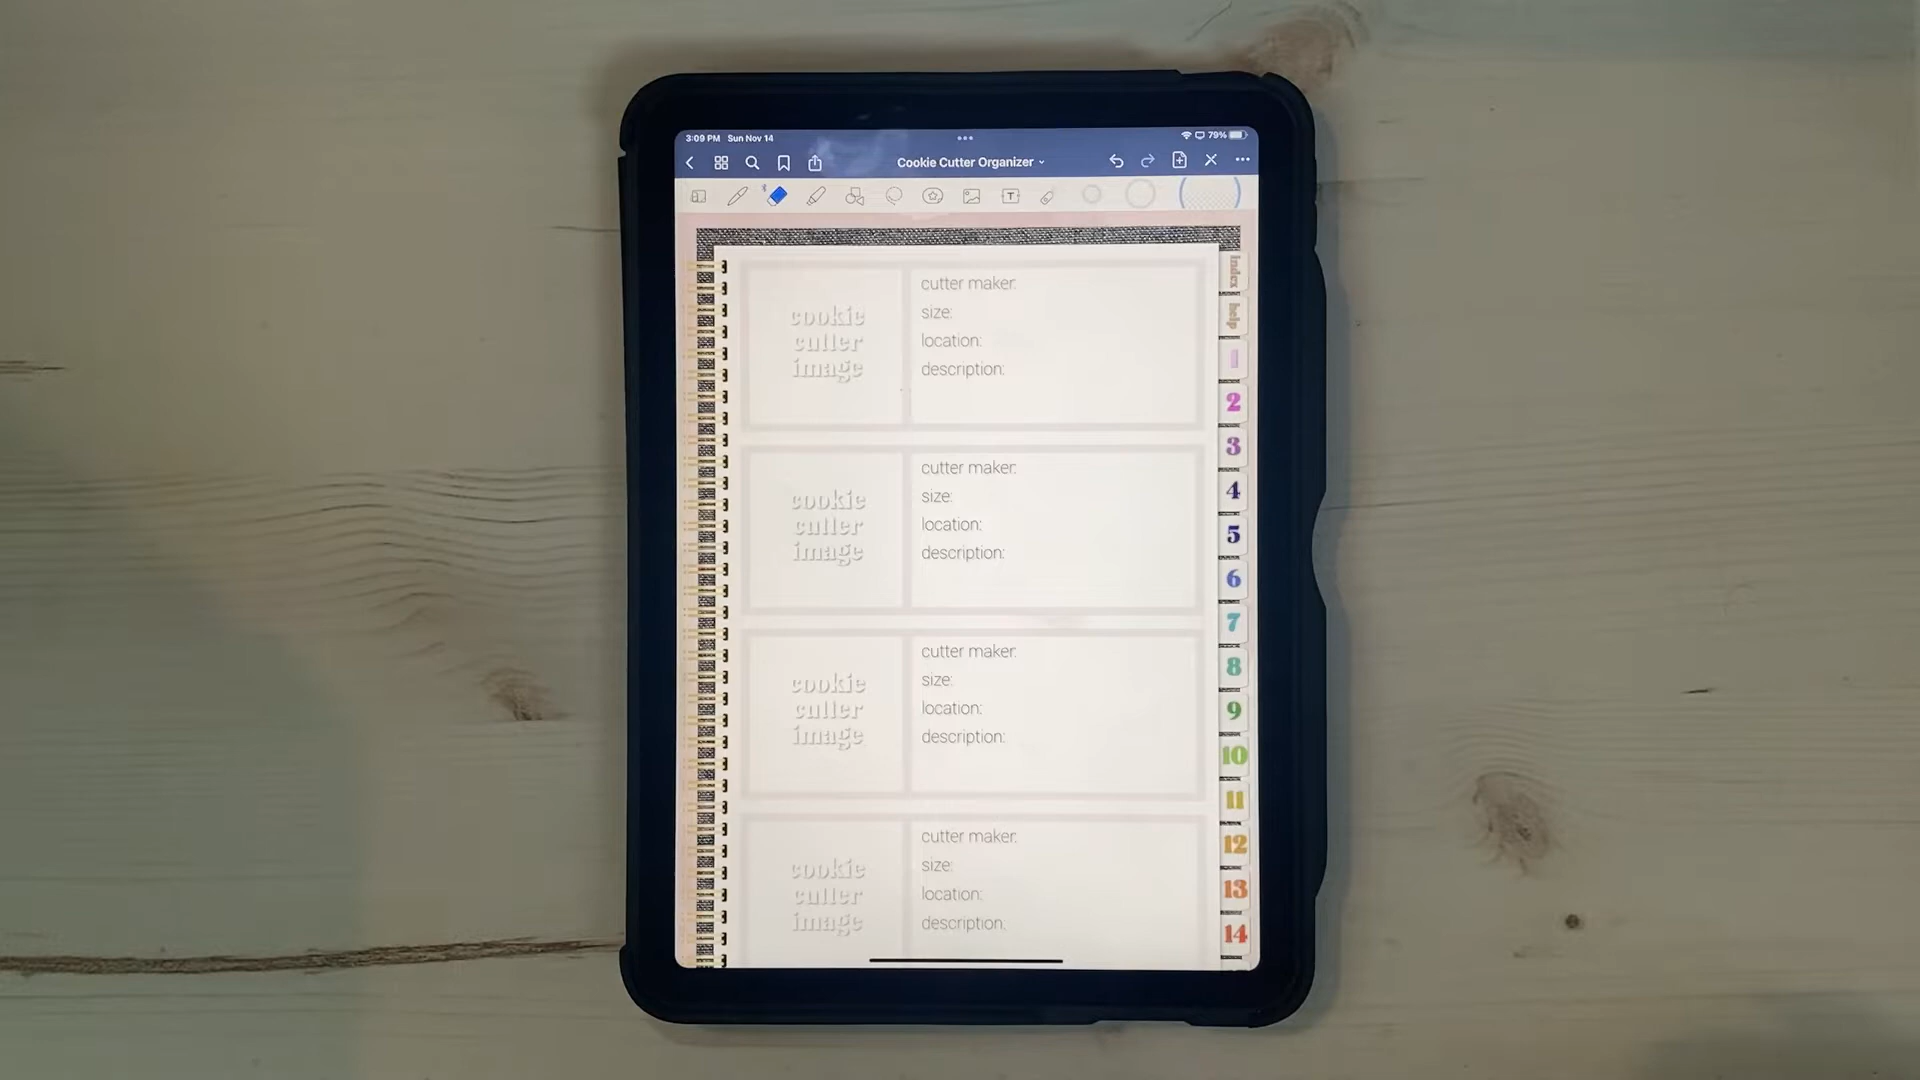 3:09 PM Sun Nov 14
79%
Cookie Cutter Organizer
T
cookie
cutter
image
cutter maker:
size:
location:
description:
cookie
cutter
image
cutter maker:
size:
location:
description:
cookie
cutter
image
cutter maker:
size:
location:
description:
cookie
cutter
image
cutter maker:
size:
location:
description:
index
help
1
2
3
4
5
6
7
8
9
10
11
12
13
14